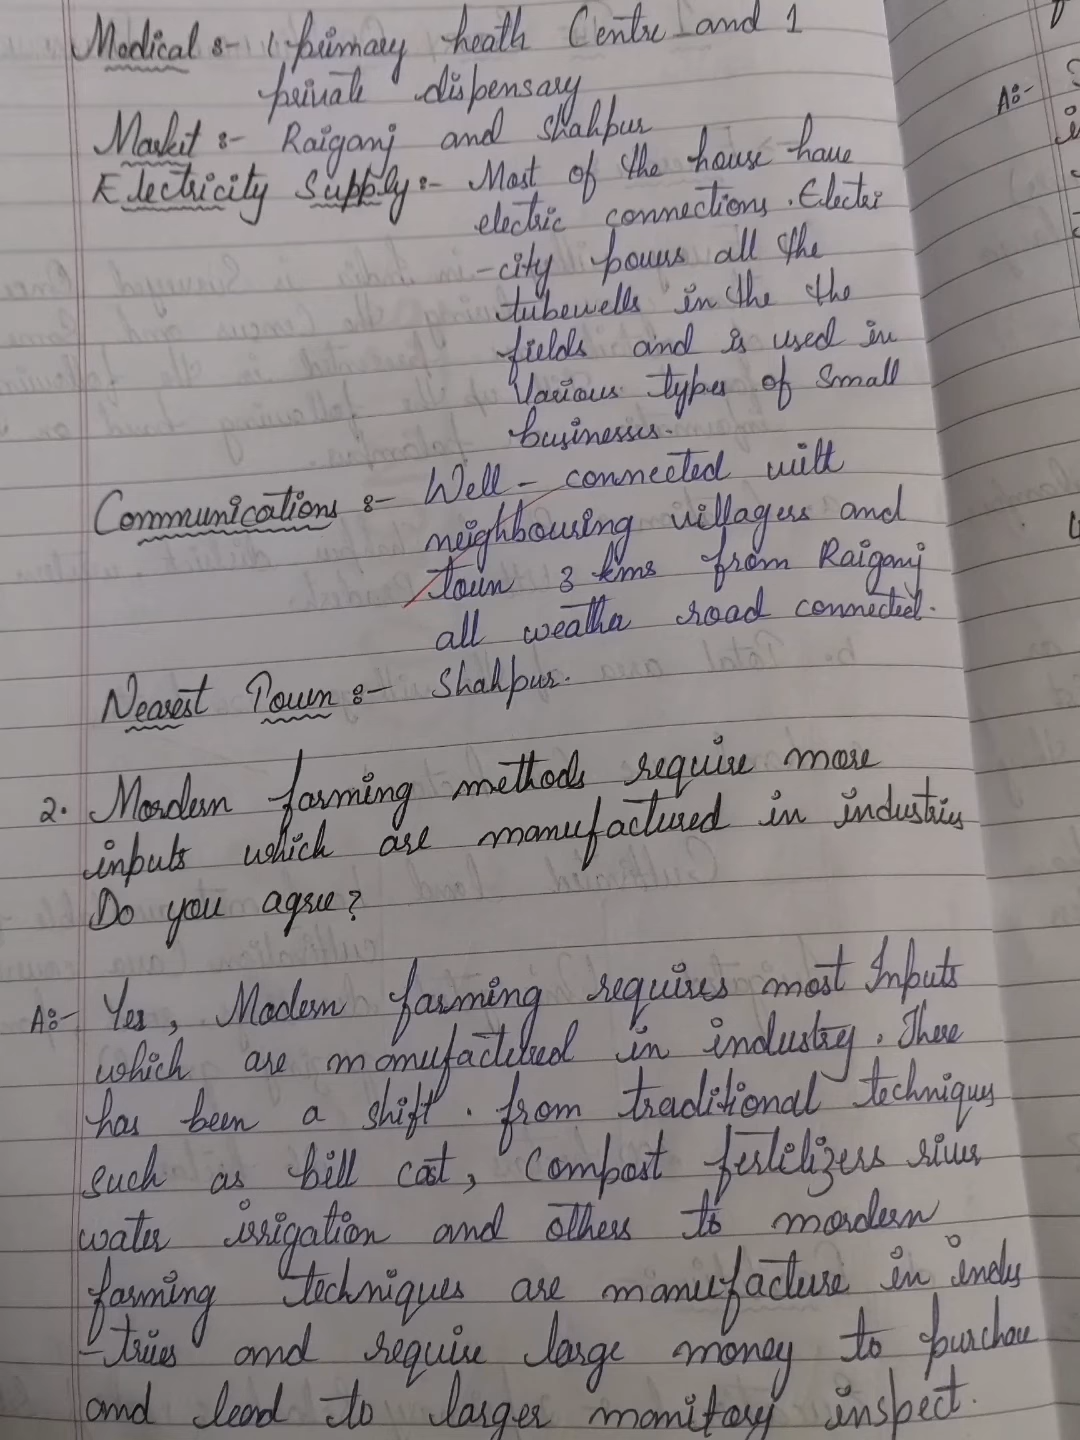 Medical :- 1 primary heath Centre and 1
private dispensary
Market :- Raiganj and Shahpur
Electricity Supply :- Most of the house have
electric connections. Electri
-city powers all the
tubewells in the the
fields and is used in
Various types of small
businesses.
Communications :- Well - connected with
neighbouring villagers and
town 3 kms from Raiganj
all weather road connected.
Nearest Town :- Shahpur.
2. Mordern farming methods require more
inputs which are manufactured in industries
Do you agree?
A:- Yes, Modern farming requires most Inputs
which are manufactured in industry. There
has been a shift. from traditional techniques
such as bill cat, Compost fertilizers river
water irrigation and others to mordern
farming techniques are manufacture in indus
-tries and require large money to purchase
and lead to larger monitory inspect.
A:-